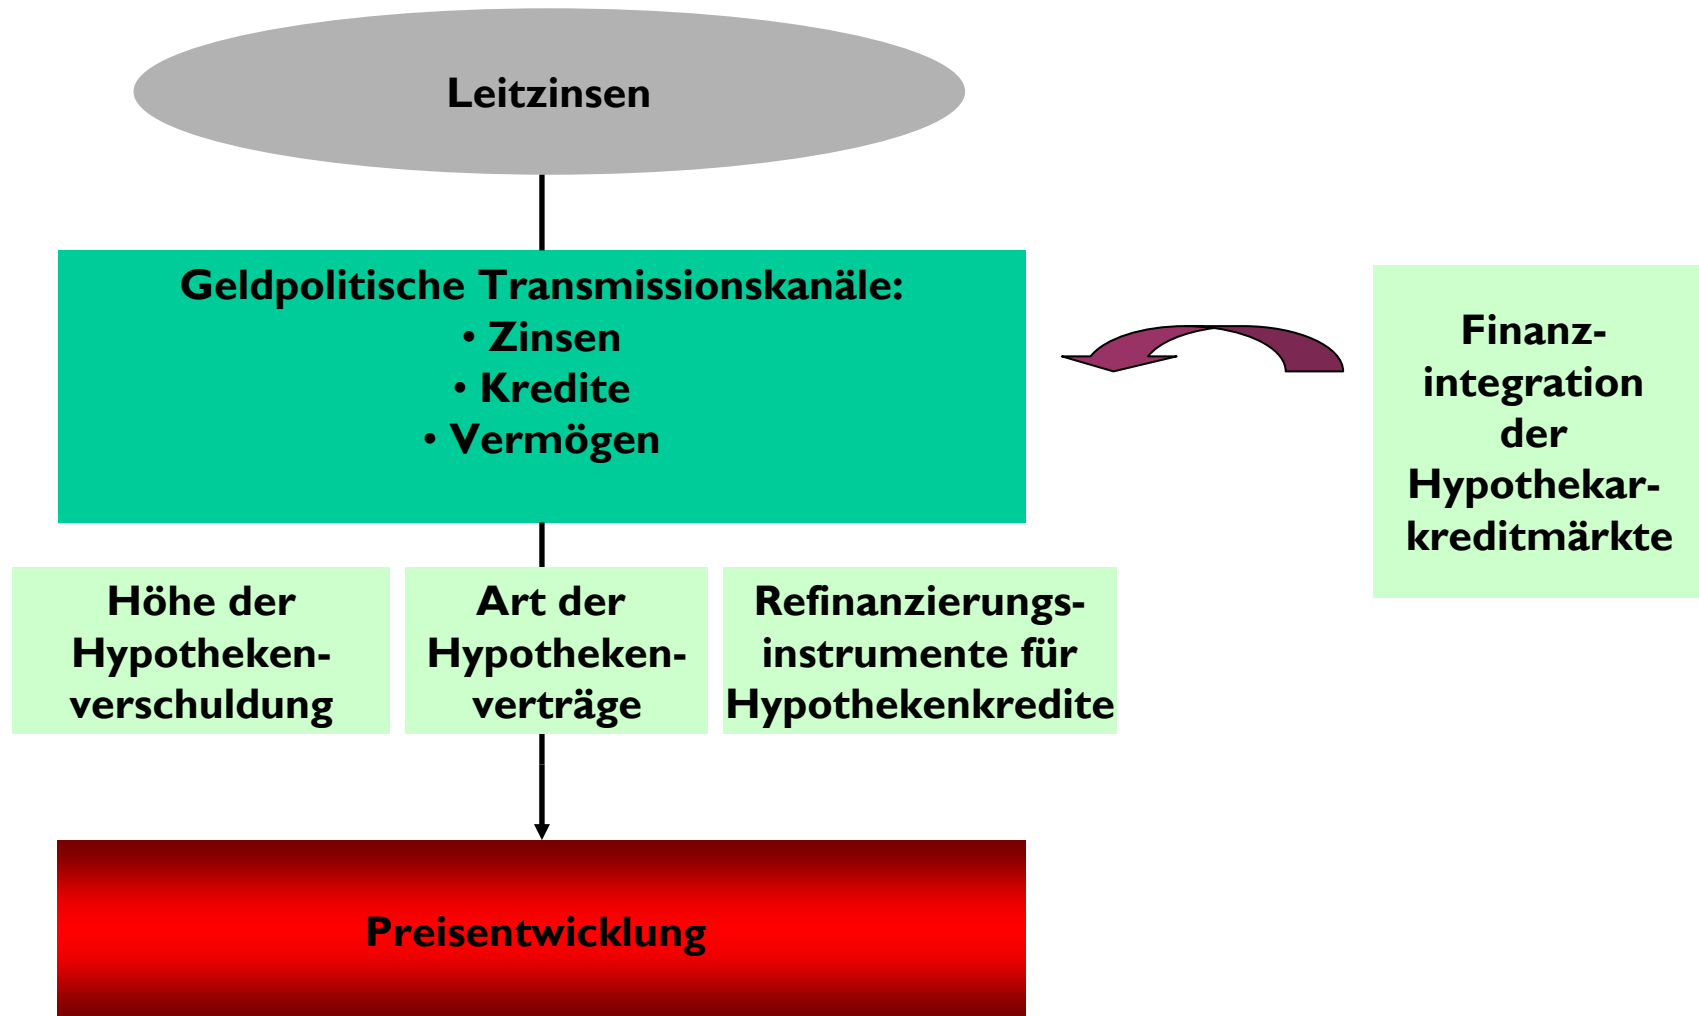 Leitzinsen
Geldpolitische Transmissionskanäle:
• Zinsen
• Kredite
• Vermögen
Finanz-
integration
der
Hypothekar-
kreditmärkte
Höhe der
Hypotheken-
verschuldung
Art der
Hypotheken-
verträge
Refinanzierungs-
instrumente für
Hypothekenkredite
Preisentwicklung